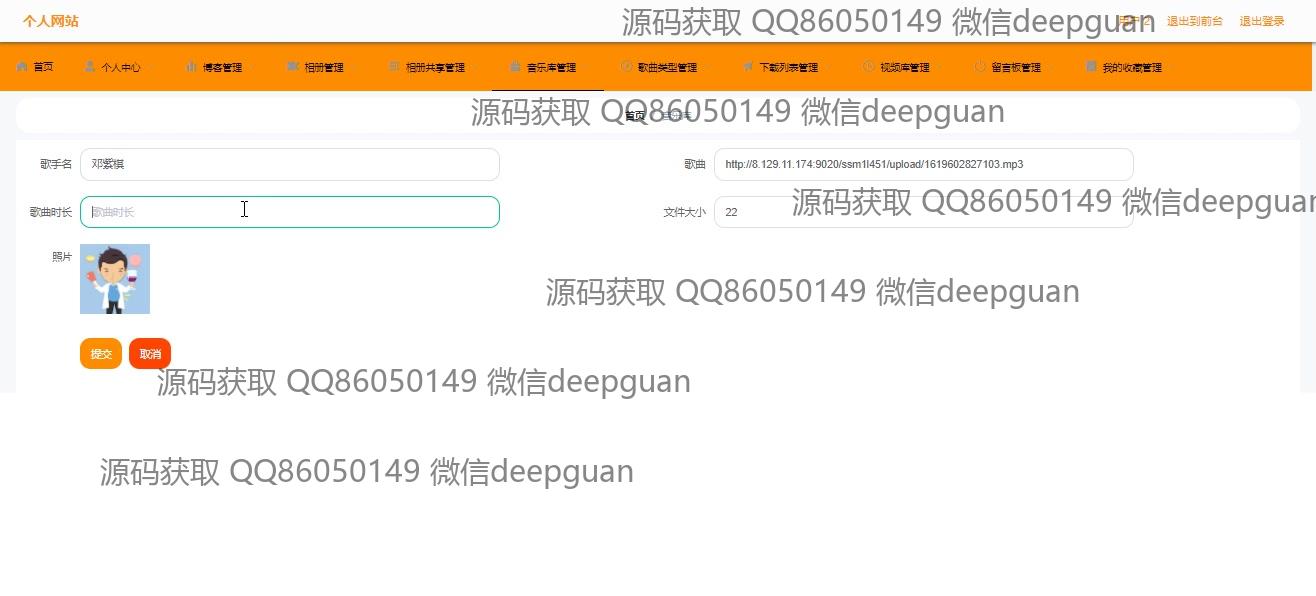 个人网站
源码获取 QQ86050149 微信deepguan
退出到前台 退出登录
首页 个人中心 博客管理 相册管理 相册共享管理 音乐库管理 歌曲类型管理 下载列表管理 视频库管理 留言板管理 我的收藏管理
源码获取 QQ86050149 微信deepguan
首页
歌手名 邓紫棋 歌曲 http://8.129.11.174:9020/ssm1l451/upload/1619602827103.mp3
源码获取 QQ86050149 微信deepguan
歌曲时长 歌曲时长 文件大小 22
照片
源码获取 QQ86050149 微信deepguan
提交 取消
源码获取 QQ86050149 微信deepguan
源码获取 QQ86050149 微信deepguan